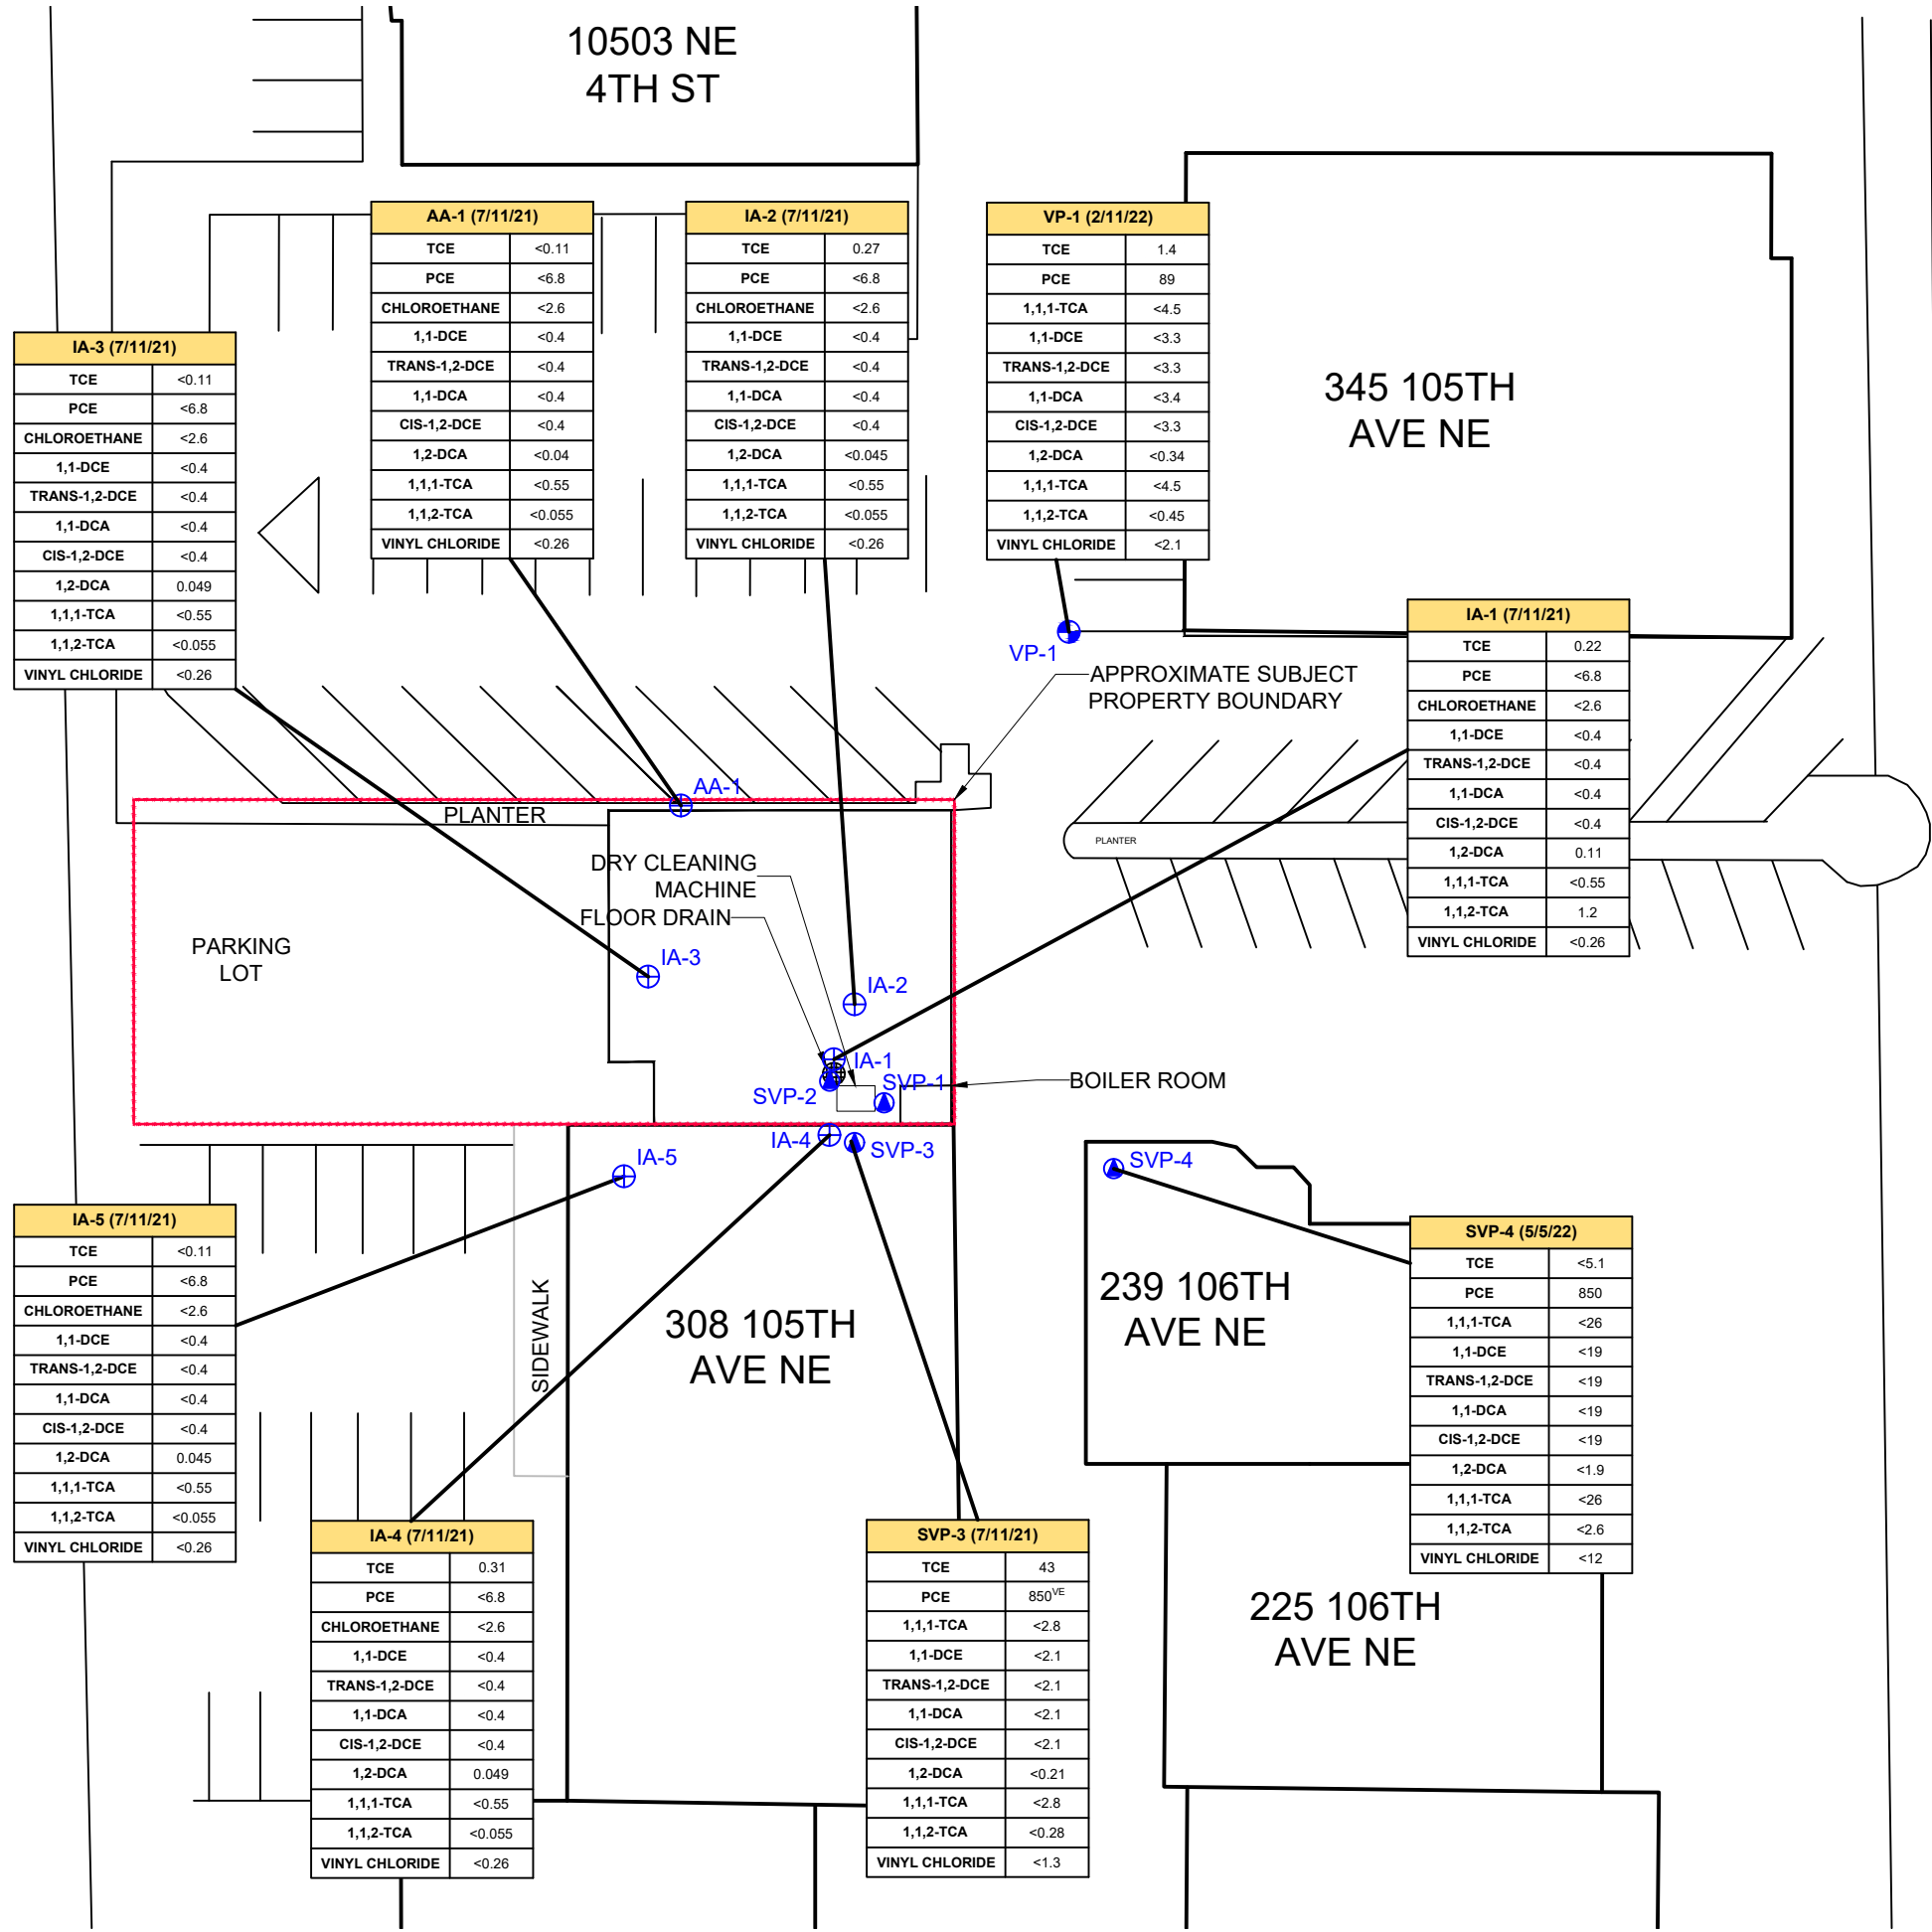 10503 NE
4TH ST
AA-1 (7/11/21)
TCE <0.11
PCE <6.8
CHLOROETHANE <2.6
1,1-DCE <0.4
TRANS-1,2-DCE <0.4
1,1-DCA <0.4
CIS-1,2-DCE <0.4
1,2-DCA <0.04
1,1,1-TCA <0.55
1,1,2-TCA <0.055
VINYL CHLORIDE <0.26
IA-2 (7/11/21)
TCE 0.27
PCE <6.8
CHLOROETHANE <2.6
1,1-DCE <0.4
TRANS-1,2-DCE <0.4
1,1-DCA <0.4
CIS-1,2-DCE <0.4
1,2-DCA <0.045
1,1,1-TCA <0.55
1,1,2-TCA <0.055
VINYL CHLORIDE <0.26
VP-1 (2/11/22)
TCE 1.4
PCE 89
1,1,1-TCA <4.5
1,1-DCE <3.3
TRANS-1,2-DCE <3.3
1,1-DCA <3.4
CIS-1,2-DCE <3.3
1,2-DCA <0.34
1,1,1-TCA <4.5
1,1,2-TCA <0.45
VINYL CHLORIDE <2.1
345 105TH
AVE NE
IA-3 (7/11/21)
TCE <0.11
PCE <6.8
CHLOROETHANE <2.6
1,1-DCE <0.4
TRANS-1,2-DCE <0.4
1,1-DCA <0.4
CIS-1,2-DCE <0.4
1,2-DCA 0.049
1,1,1-TCA <0.55
1,1,2-TCA <0.055
VINYL CHLORIDE <0.26
IA-1 (7/11/21)
TCE 0.22
PCE <6.8
CHLOROETHANE <2.6
1,1-DCE <0.4
TRANS-1,2-DCE <0.4
1,1-DCA <0.4
CIS-1,2-DCE <0.4
1,2-DCA 0.11
1,1,1-TCA <0.55
1,1,2-TCA 1.2
VINYL CHLORIDE <0.26
VP-1
APPROXIMATE SUBJECT
PROPERTY BOUNDARY
AA-1
PLANTER
PLANTER
DRY CLEANING
MACHINE
FLOOR DRAIN
PARKING
LOT
IA-3
IA-2
IA-1
SVP-1
SVP-2
BOILER ROOM
IA-4
SVP-3
IA-5
SVP-4
IA-5 (7/11/21)
TCE <0.11
PCE <6.8
CHLOROETHANE <2.6
1,1-DCE <0.4
TRANS-1,2-DCE <0.4
1,1-DCA <0.4
CIS-1,2-DCE <0.4
1,2-DCA 0.045
1,1,1-TCA <0.55
1,1,2-TCA <0.055
VINYL CHLORIDE <0.26
SIDEWALK
308 105TH
AVE NE
239 106TH
AVE NE
SVP-4 (5/5/22)
TCE <5.1
PCE 850
1,1,1-TCA <26
1,1-DCE <19
TRANS-1,2-DCE <19
1,1-DCA <19
CIS-1,2-DCE <19
1,2-DCA <1.9
1,1,1-TCA <26
1,1,2-TCA <2.6
VINYL CHLORIDE <12
IA-4 (7/11/21)
TCE 0.31
PCE <6.8
CHLOROETHANE <2.6
1,1-DCE <0.4
TRANS-1,2-DCE <0.4
1,1-DCA <0.4
CIS-1,2-DCE <0.4
1,2-DCA 0.049
1,1,1-TCA <0.55
1,1,2-TCA <0.055
VINYL CHLORIDE <0.26
SVP-3 (7/11/21)
TCE 43
PCE 850VE
1,1,1-TCA <2.8
1,1-DCE <2.1
TRANS-1,2-DCE <2.1
1,1-DCA <2.1
CIS-1,2-DCE <2.1
1,2-DCA <0.21
1,1,1-TCA <2.8
1,1,2-TCA <0.28
VINYL CHLORIDE <1.3
225 106TH
AVE NE